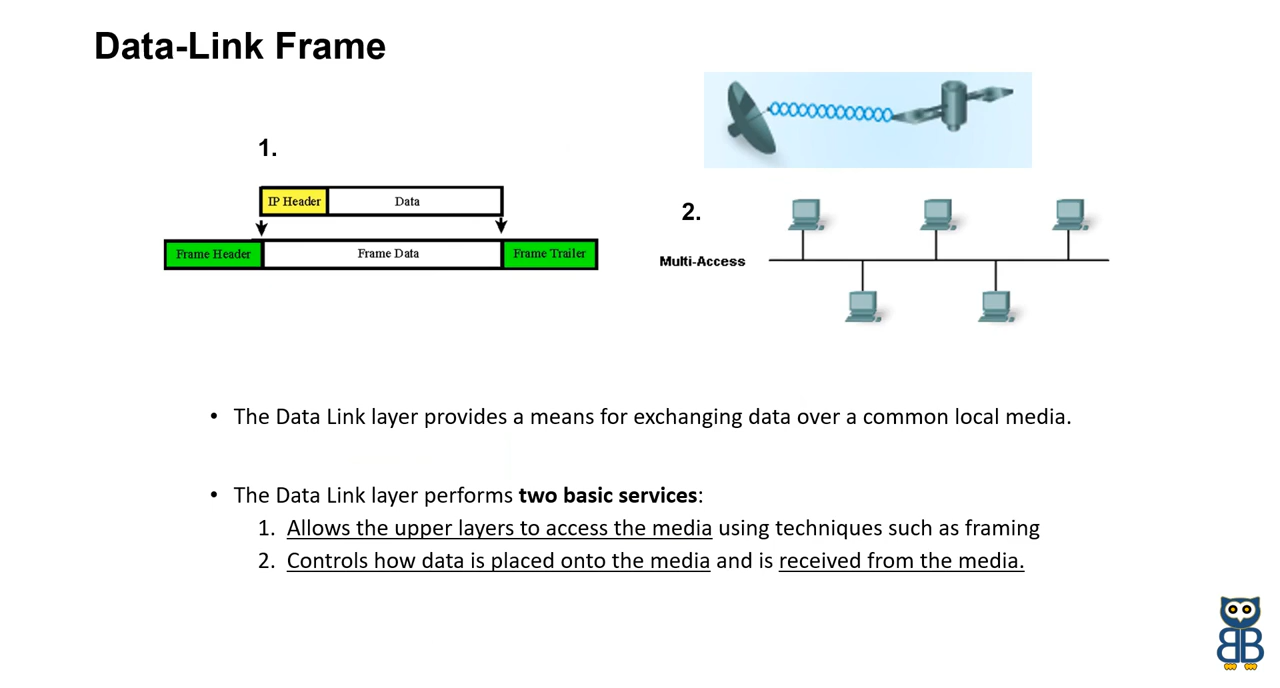 Data-Link Frame
1.
IP Header Data
Frame Header Frame Data Frame Trailer
2.
Multi-Access
• The Data Link layer provides a means for exchanging data over a common local media.
• The Data Link layer performs two basic services:
1. Allows the upper layers to access the media using techniques such as framing
2. Controls how data is placed onto the media and is received from the media.
BB